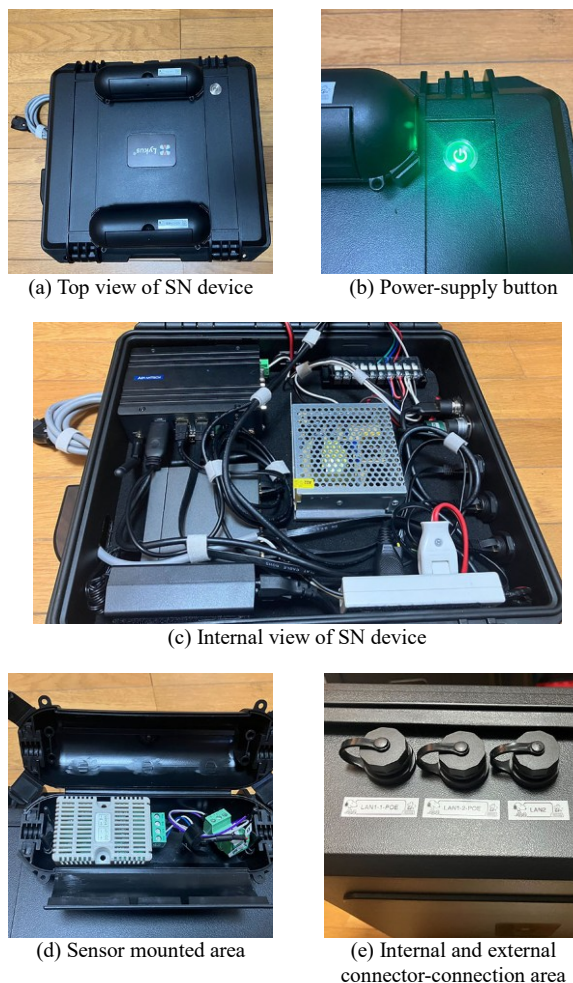 (a) Top view of SN device
(b) Power-supply button
ADVANTECH
(c) Internal view of SN device
(d) Sensor mounted area
LAN1-1-POE
LAN1-2-POE
LAN2
(e) Internal and external
connector-connection area